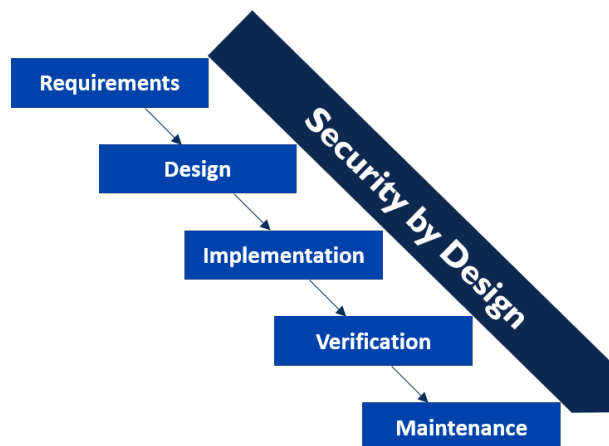 Requirements
Design
Implementation
Verification
Maintenance
Security by Design